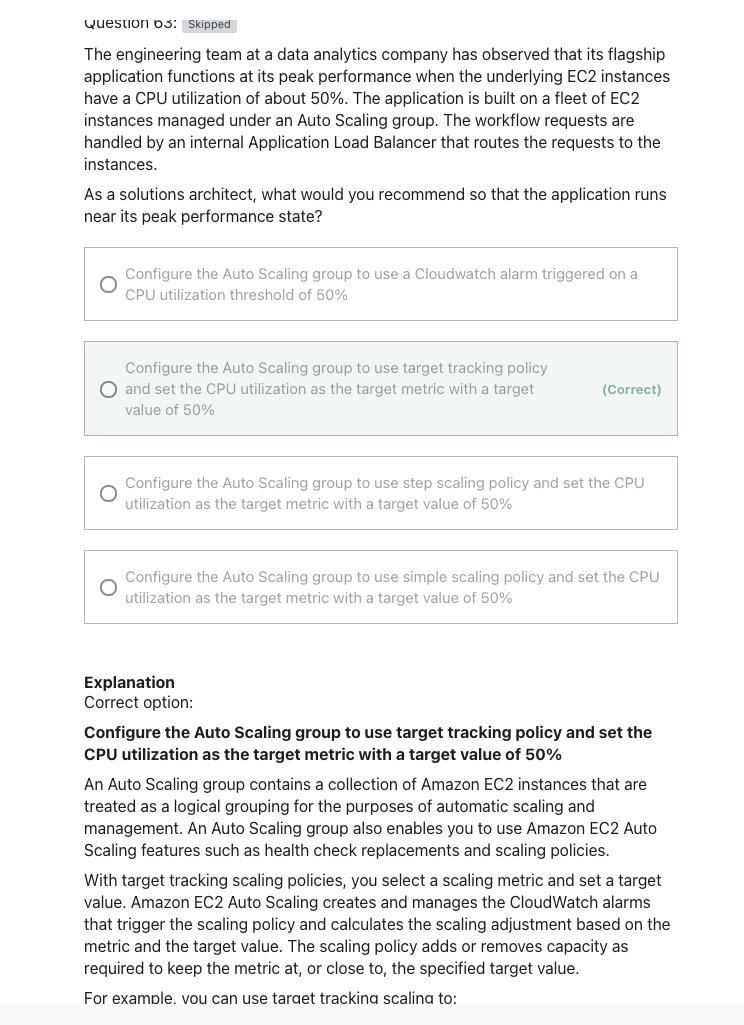 Question 63: Skipped
The engineering team at a data analytics company has observed that its flagship
application functions at its peak performance when the underlying EC2 instances
have a CPU utilization of about 50%. The application is built on a fleet of EC2
instances managed under an Auto Scaling group. The workflow requests are
handled by an internal Application Load Balancer that routes the requests to the
instances.
As a solutions architect, what would you recommend so that the application runs
near its peak performance state?
Configure the Auto Scaling group to use a Cloudwatch alarm triggered on a
CPU utilization threshold of 50%
Configure the Auto Scaling group to use target tracking policy
and set the CPU utilization as the target metric with a target
value of 50%
(Correct)
Configure the Auto Scaling group to use step scaling policy and set the CPU
utilization as the target metric with a target value of 50%
Configure the Auto Scaling group to use simple scaling policy and set the CPU
utilization as the target metric with a target value of 50%
Explanation
Correct option:
Configure the Auto Scaling group to use target tracking policy and set the
CPU utilization as the target metric with a target value of 50%
An Auto Scaling group contains a collection of Amazon EC2 instances that are
treated as a logical grouping for the purposes of automatic scaling and
management. An Auto Scaling group also enables you to use Amazon EC2 Auto
Scaling features such as health check replacements and scaling policies.
With target tracking scaling policies, you select a scaling metric and set a target
value. Amazon EC2 Auto Scaling creates and manages the CloudWatch alarms
that trigger the scaling policy and calculates the scaling adjustment based on the
metric and the target value. The scaling policy adds or removes capacity as
required to keep the metric at, or close to, the specified target value.
For example, you can use target tracking scaling to: